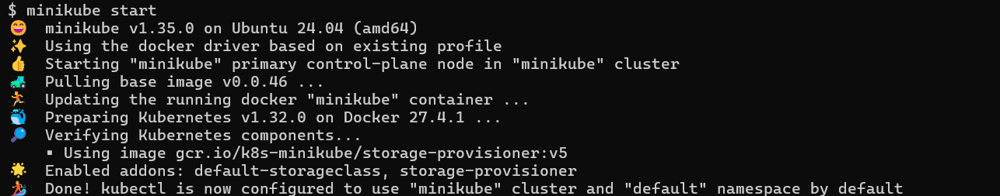 $ minikube start
😄  minikube v1.35.0 on Ubuntu 24.04 (amd64)
✨  Using the docker driver based on existing profile
👍  Starting "minikube" primary control-plane node in "minikube" cluster
🚜  Pulling base image v0.0.46 ...
🏃  Updating the running docker "minikube" container ...
🐳  Preparing Kubernetes v1.32.0 on Docker 27.4.1 ...
🔎  Verifying Kubernetes components...
    ▪ Using image gcr.io/k8s-minikube/storage-provisioner:v5
🌟  Enabled addons: default-storageclass, storage-provisioner
🏄  Done! kubectl is now configured to use "minikube" cluster and "default" namespace by default